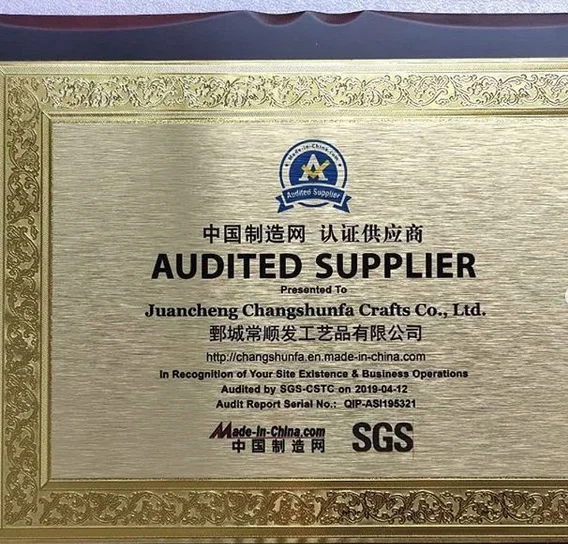 Made-in-China.com
A
Audited Supplier
中国制造网 认证供应商
AUDITED SUPPLIER
Presented To
Juancheng Changshunfa Crafts Co., Ltd.
鄄城常顺发工艺品有限公司
http://changshunfa.en.made-in-china.com
In Recognition of Your Site Existence & Business Operations
Audited by SGS-CSTC on 2019-04-12
Audit Report Serial No.: QIP-ASI195321
Made-in-China.com
中国制造网
SGS